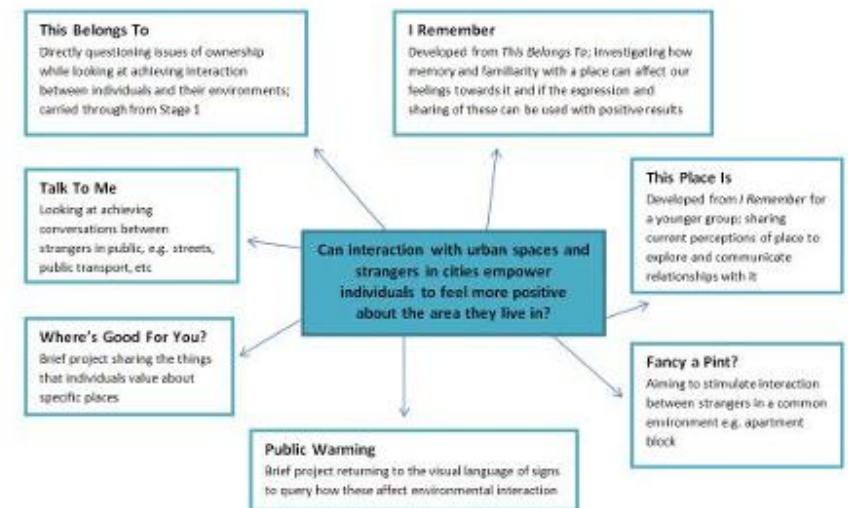 This Belongs To
Directly questioning issues of ownership
while looking at achieving interaction
between individuals and their environments;
carried through from Stage 1
I Remember
Developed from This Belongs To; investigating how
memory and familiarity with a place can affect our
feelings towards it and if the expression and
sharing of these can be used with positive results
Talk To Me
Looking at achieving
conversations between
strangers in public, e.g. streets,
public transport, etc
This Place Is
Developed from I Remember for
a younger group; sharing
current perceptions of place to
explore and communicate
relationships with it
Can interaction with urban spaces and
strangers in cities empower
individuals to feel more positive
about the area they live in?
Where's Good For You?
Brief project sharing the things
that individuals value about
specific places
Fancy a Pint?
Aiming to stimulate interaction
between strangers in a common
environment e.g. apartment
block
Public Warming
Brief project returning to the visual language of signs
to query how these affect environmental interaction